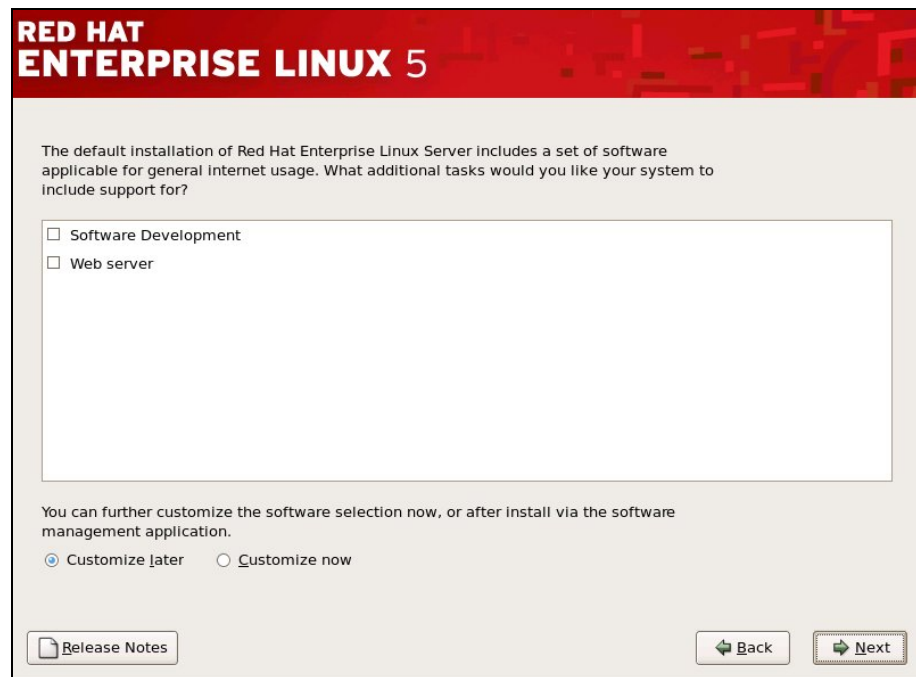 RED HAT
ENTERPRISE LINUX 5
The default installation of Red Hat Enterprise Linux Server includes a set of software
applicable for general internet usage. What additional tasks would you like your system to
include support for?
Software Development
Web server
You can further customize the software selection now, or after install via the software
management application.
Customize later Customize now
Release Notes Back Next